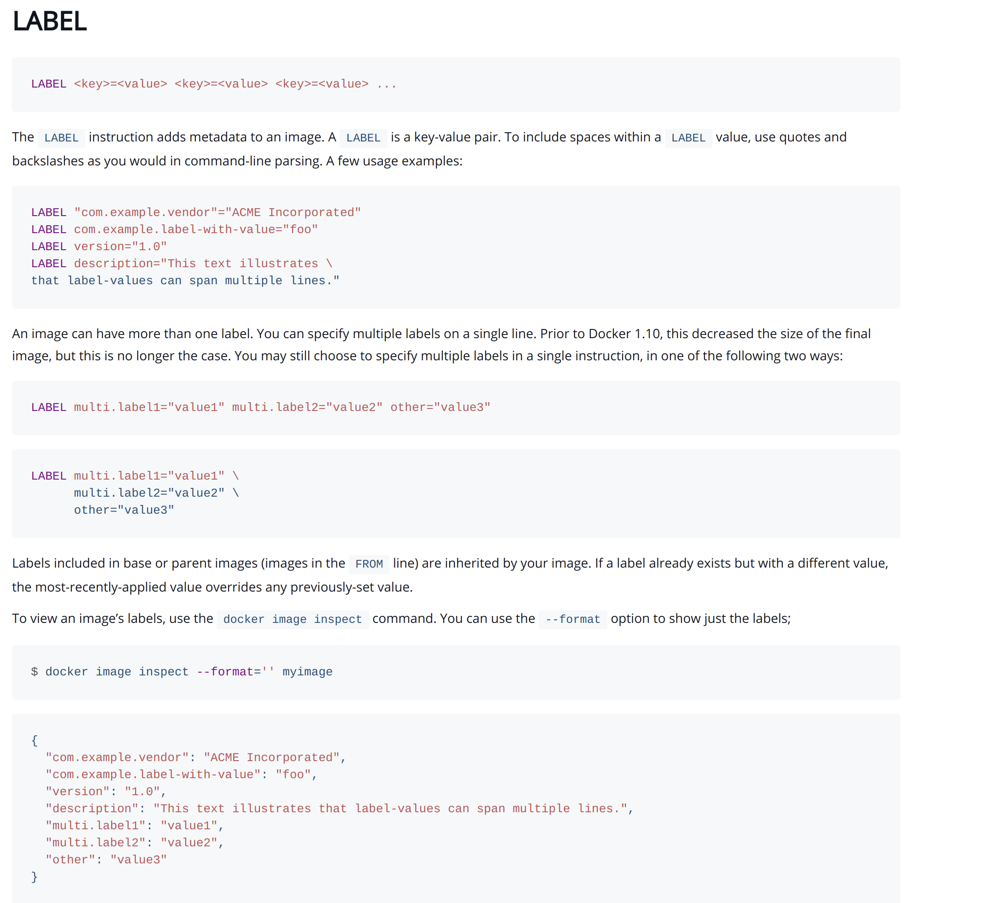 LABEL
LABEL <key>=<value> <key>=<value> <key>=<value> ...
The LABEL instruction adds metadata to an image. A LABEL is a key-value pair. To include spaces within a LABEL value, use quotes and
backslashes as you would in command-line parsing. A few usage examples:
LABEL "com.example.vendor"="ACME Incorporated"
LABEL com.example.label-with-value="foo"
LABEL version="1.0"
LABEL description="This text illustrates \
that label-values can span multiple lines."
An image can have more than one label. You can specify multiple labels on a single line. Prior to Docker 1.10, this decreased the size of the final
image, but this is no longer the case. You may still choose to specify multiple labels in a single instruction, in one of the following two ways:
LABEL multi.label1="value1" multi.label2="value2" other="value3"
LABEL multi.label1="value1" \
      multi.label2="value2" \
      other="value3"
Labels included in base or parent images (images in the FROM line) are inherited by your image. If a label already exists but with a different value,
the most-recently-applied value overrides any previously-set value.
To view an image’s labels, use the docker image inspect command. You can use the --format option to show just the labels;
$ docker image inspect --format='' myimage
{
  "com.example.vendor": "ACME Incorporated",
  "com.example.label-with-value": "foo",
  "version": "1.0",
  "description": "This text illustrates that label-values can span multiple lines.",
  "multi.label1": "value1",
  "multi.label2": "value2",
  "other": "value3"
}